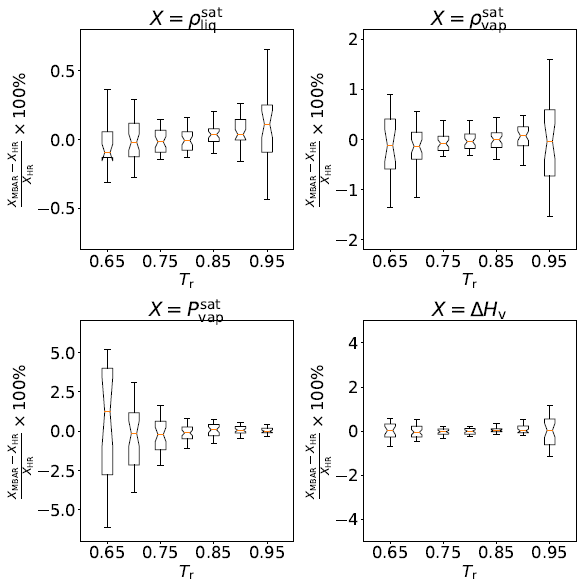 X = ρ_liq^sat
X = ρ_vap^sat
(X_MBAR − X_HR)/X_HR × 100%
0.5
0.0
−0.5
0.65 0.75 0.85 0.95
T_r
(X_MBAR − X_HR)/X_HR × 100%
2
1
0
−1
−2
0.65 0.75 0.85 0.95
T_r
X = P_vap^sat
X = ΔH_v
(X_MBAR − X_HR)/X_HR × 100%
5.0
2.5
0.0
−2.5
−5.0
0.65 0.75 0.85 0.95
T_r
(X_MBAR − X_HR)/X_HR × 100%
4
2
0
−2
−4
0.65 0.75 0.85 0.95
T_r